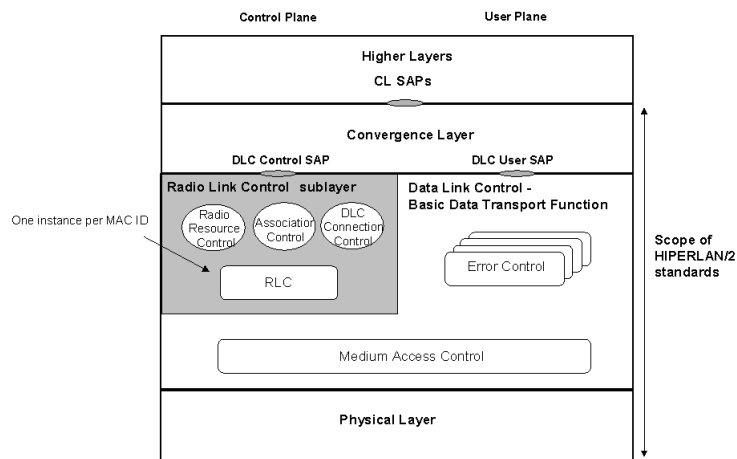 Control Plane
User Plane
Higher Layers
CL SAPs
Convergence Layer
DLC Control SAP
DLC User SAP
Radio Link Control sublayer
Data Link Control -
Basic Data Transport Function
Radio
Resource
Control
Association
Control
DLC
Connection
Control
One instance per MAC ID
RLC
Error Control
Scope of
HIPERLAN/2
standards
Medium Access Control
Physical Layer